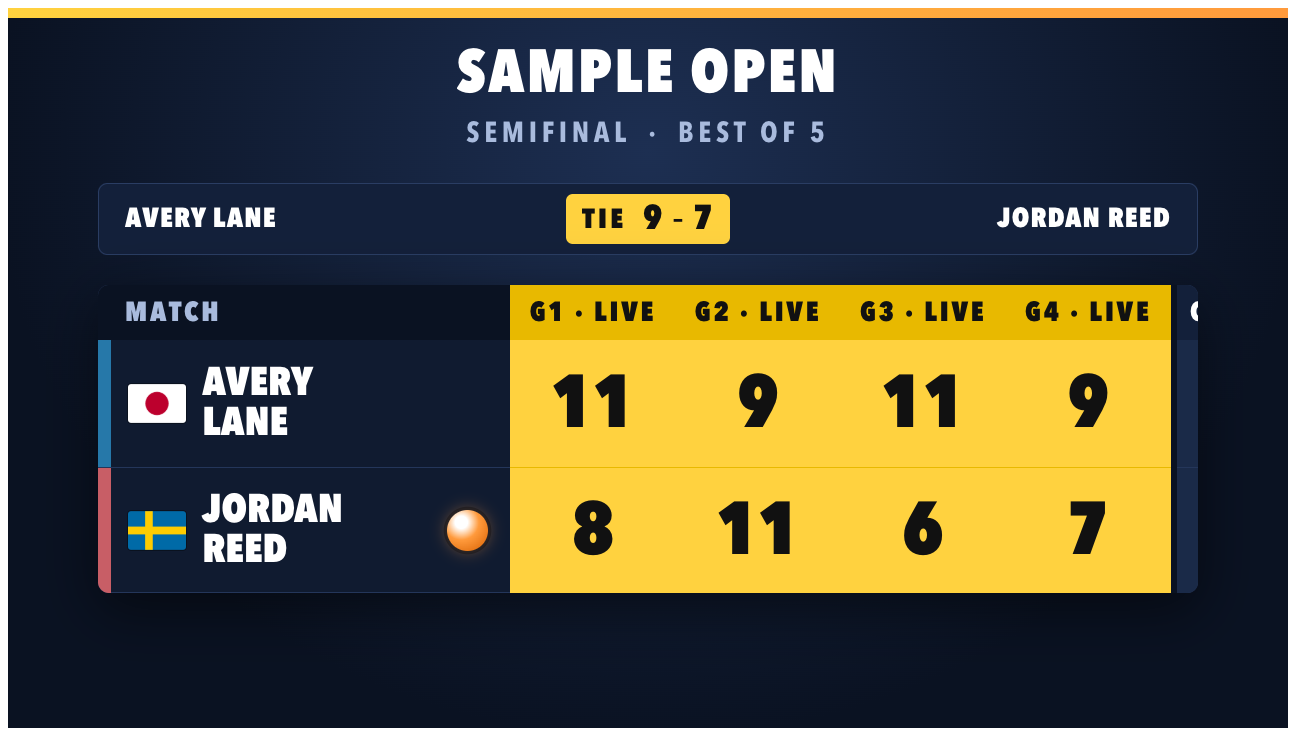 SAMPLE OPEN
SEMIFINAL · BEST OF 5
AVERY LANE TIE 9 - 7 JORDAN REED
MATCH G1 · LIVE G2 · LIVE G3 · LIVE G4 · LIVE
AVERY
LANE
11 9 11 9
JORDAN
REED
8 11 6 7